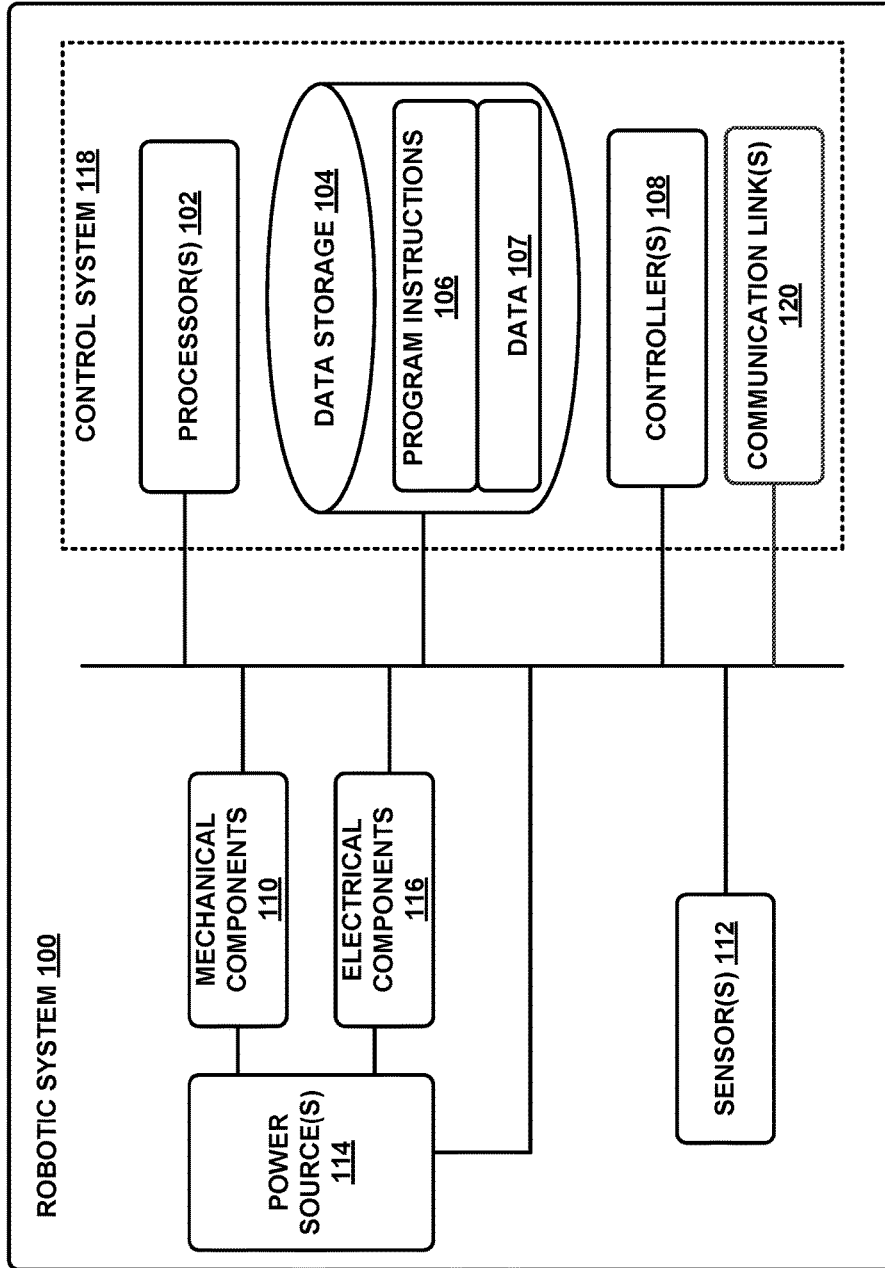 ROBOTIC SYSTEM 100
POWER
SOURCE(S)
114
MECHANICAL
COMPONENTS
110
ELECTRICAL
COMPONENTS
116
SENSOR(S) 112
CONTROL SYSTEM 118
PROCESSOR(S) 102
DATA STORAGE 104
PROGRAM INSTRUCTIONS
106
DATA 107
CONTROLLER(S) 108
COMMUNICATION LINK(S)
120